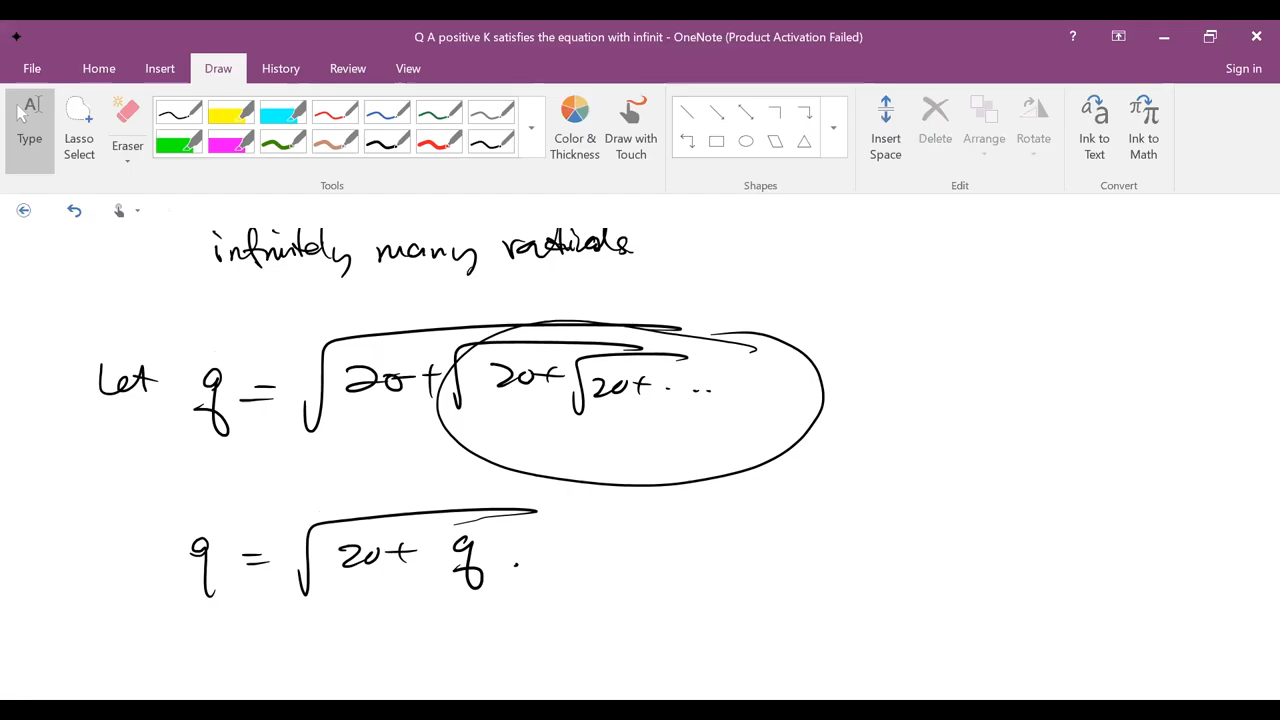 Q A positive K satisfies the equation with infinit - OneNote (Product Activation Failed)
?
File Home Insert Draw History Review View Sign in
Type
Lasso Select
Eraser
Color & Thickness
Draw with Touch
Insert Space
Delete
Arrange
Rotate
Ink to Text
Ink to Math
Tools Shapes Edit Convert
infinitely many radicals
Let q = √20+√20+√20+ ...
q = √20+ q .